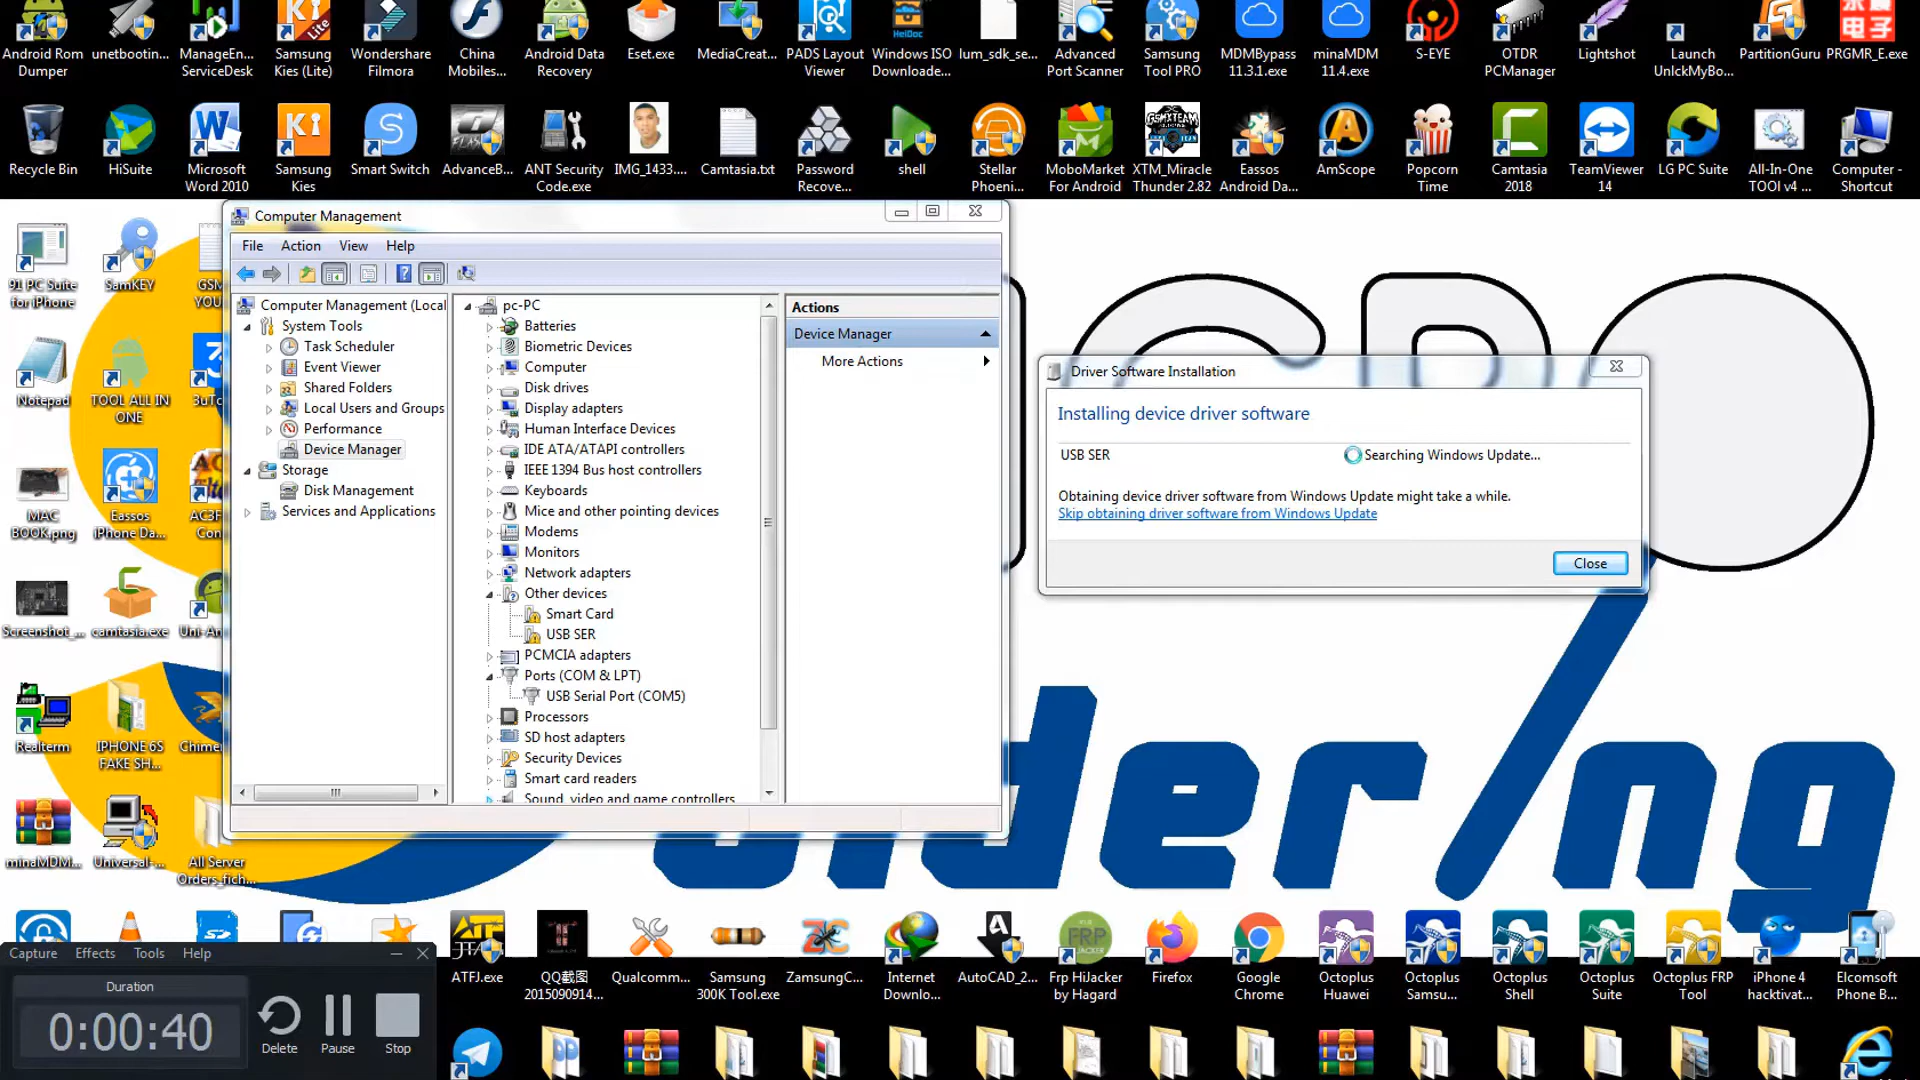 Android Rom Dumper
unetbootin...
ManageEn... ServiceDesk
Samsung Kies (Lite)
Wondershare Filmora
China Mobiles...
Android Data Recovery
Eset.exe
MediaCreat...
PADS Layout Viewer
Windows ISO Downloade...
lum_sdk_se...
Advanced Port Scanner
Samsung Tool PRO
MDMBypass 11.3.1.exe
minaMDM 11.4.exe
S-EYE
OTDR PCManager
Lightshot
Launch UnlckMyBo...
PartitionGuru
PRGMR_E.exe
Recycle Bin
HiSuite
Microsoft Word 2010
Samsung Kies
Smart Switch
AdvanceB...
ANT Security Code.exe
IMG_1433....
Camtasia.txt
Password Recove...
shell
Stellar Phoeni...
MoboMarket For Android
XTM_Miracle Thunder 2.82
Eassos Android Da...
AmScope
Popcorn Time
Camtasia 2018
TeamViewer 14
LG PC Suite
All-In-One TOOl v4 ...
Computer - Shortcut
91 PC Suite for iPhone
SamKEY
GSM
YOU
Notepad
TOOL ALL IN ONE
3uTo
MAC BOOK.png
Eassos iPhone Da...
AC3F
Con
Screenshot_...
camtasia.exe
Uni-An
Realterm
IPHONE 6S FAKE SH...
Chime
minaMDM...
Universal-...
All Server Orders_fich...
Computer Management
File Action View Help
Computer Management (Local
System Tools
Task Scheduler
Event Viewer
Shared Folders
Local Users and Groups
Performance
Device Manager
Storage
Disk Management
Services and Applications
pc-PC
Batteries
Biometric Devices
Computer
Disk drives
Display adapters
Human Interface Devices
IDE ATA/ATAPI controllers
IEEE 1394 Bus host controllers
Keyboards
Mice and other pointing devices
Modems
Monitors
Network adapters
Other devices
Smart Card
USB SER
PCMCIA adapters
Ports (COM & LPT)
USB Serial Port (COM5)
Processors
SD host adapters
Security Devices
Smart card readers
Sound, video and game controllers
Actions
Device Manager
More Actions
Driver Software Installation
Installing device driver software
USB SER Searching Windows Update...
Obtaining device driver software from Windows Update might take a while.
Skip obtaining driver software from Windows Update
Close
Capture Effects Tools Help
Duration
0:00:40
Delete
Pause
Stop
ATFJ.exe
QQ截图 2015090914...
Qualcomm...
Samsung 300K Tool.exe
ZamsungC...
Internet Downlo...
AutoCAD_2...
Frp HiJacker by Hagard
Firefox
Google Chrome
Octoplus Huawei
Octoplus Samsu...
Octoplus Shell
Octoplus Suite
Octoplus FRP Tool
iPhone 4 hacktivat...
Elcomsoft Phone B...